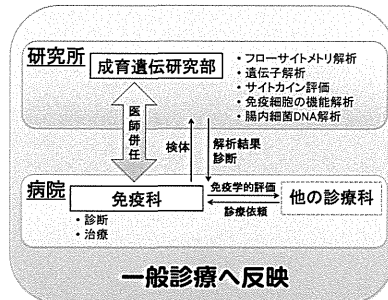 研究所
成育遺伝研究部
・フローサイトメトリ解析
・遺伝子解析
・サイトカイン評価
・免疫細胞の機能解析
・腸内細菌DNA解析
医師併任
検体
解析結果
診断
病院
免疫科
・診断
・治療
免疫学的評価
診療依頼
他の診療科
一般診療へ反映